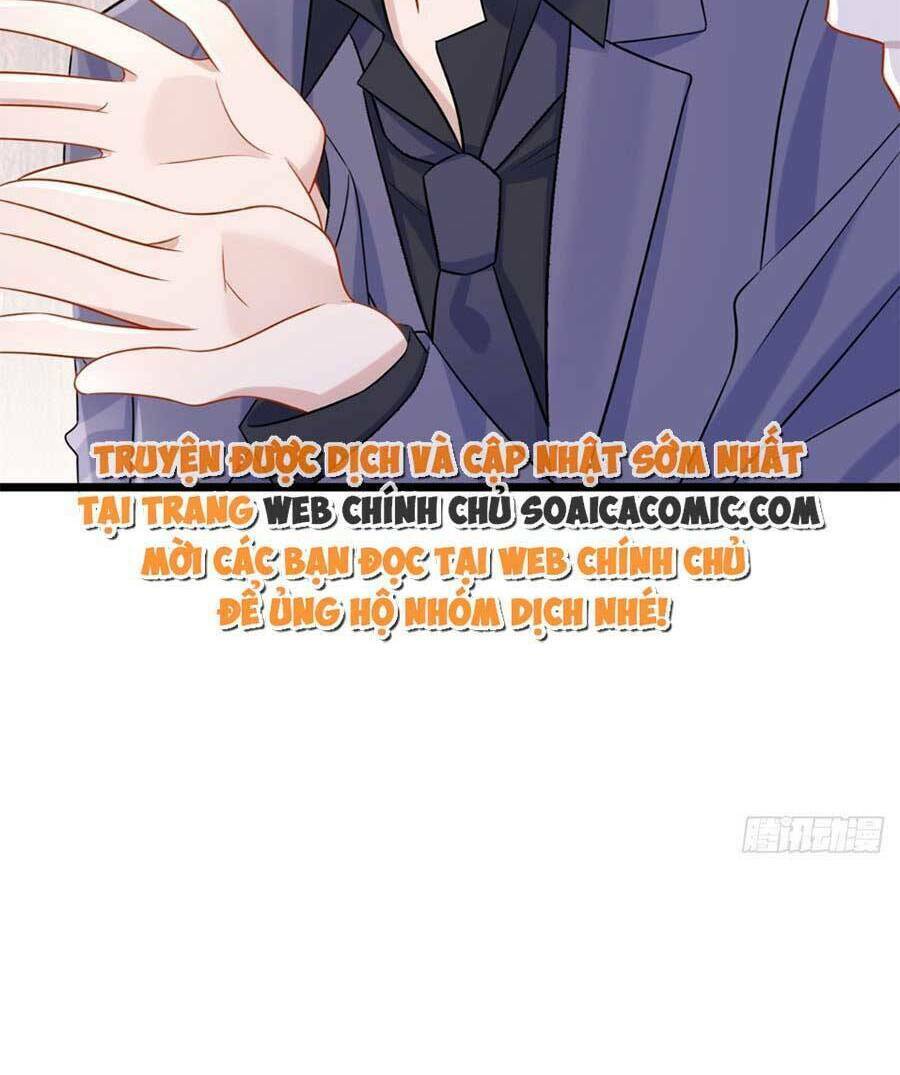 TRUYỆN ĐƯỢC DỊCH VÀ CẬP NHẬT SỚM NHẤT
TẠI TRANG WEB CHÍNH CHỦ SOAICACOMIC.COM
MỜI CÁC BẠN ĐỌC TẠI WEB CHÍNH CHỦ
ĐỂ ỦNG HỘ NHÓM DỊCH NHÉ!
腾讯动漫